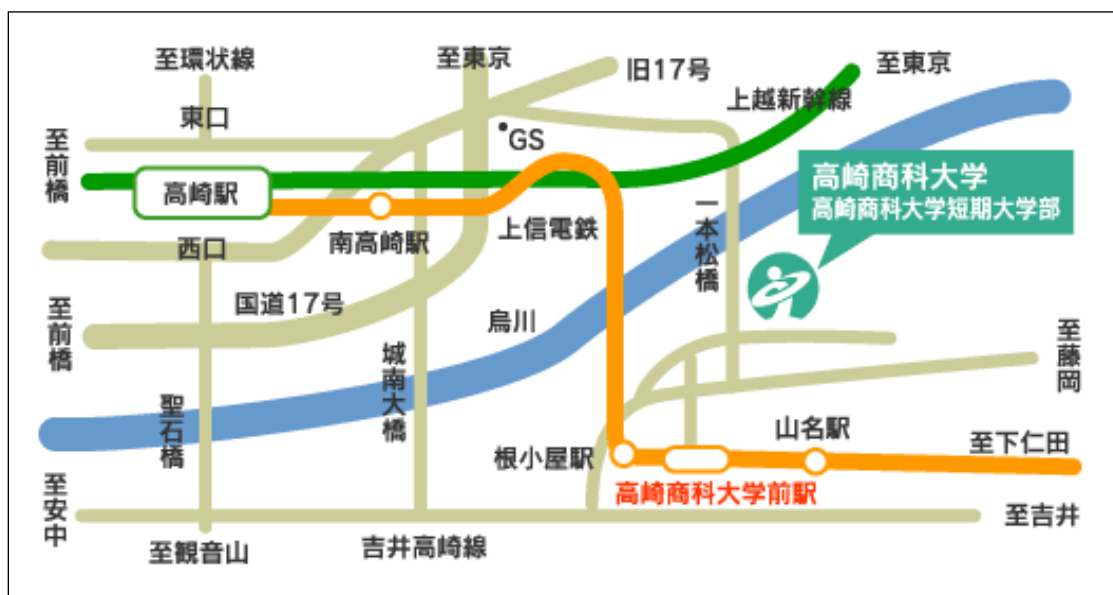 至環状線
至東京
旧17号
至東京
上越新幹線
東口
至前橋
GS
高崎駅
高崎商科大学
高崎商科大学短期大学部
南高崎駅
上信電鉄
一本松橋
西口
国道17号
至前橋
烏川
至藤岡
城南大橋
聖石橋
山名駅
根小屋駅
至下仁田
高崎商科大学前駅
至安中
至吉井
至観音山
吉井高崎線